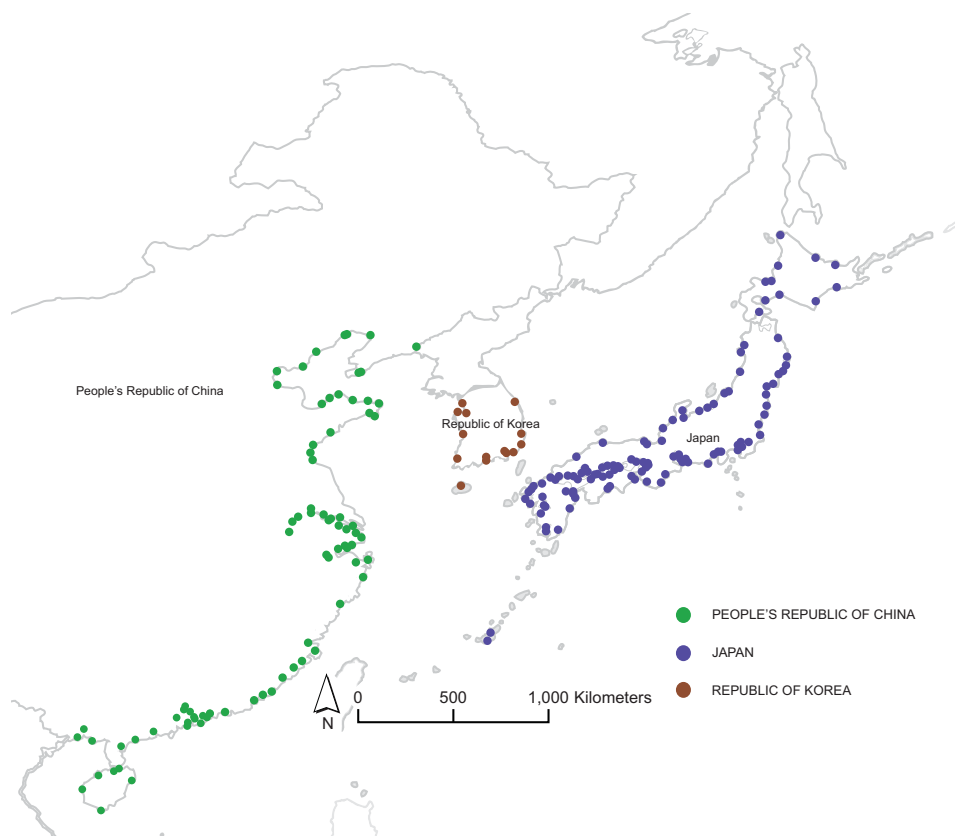 People's Republic of China
Republic of Korea
Japan
PEOPLE'S REPUBLIC OF CHINA
JAPAN
REPUBLIC OF KOREA
0 500 1,000 Kilometers
N